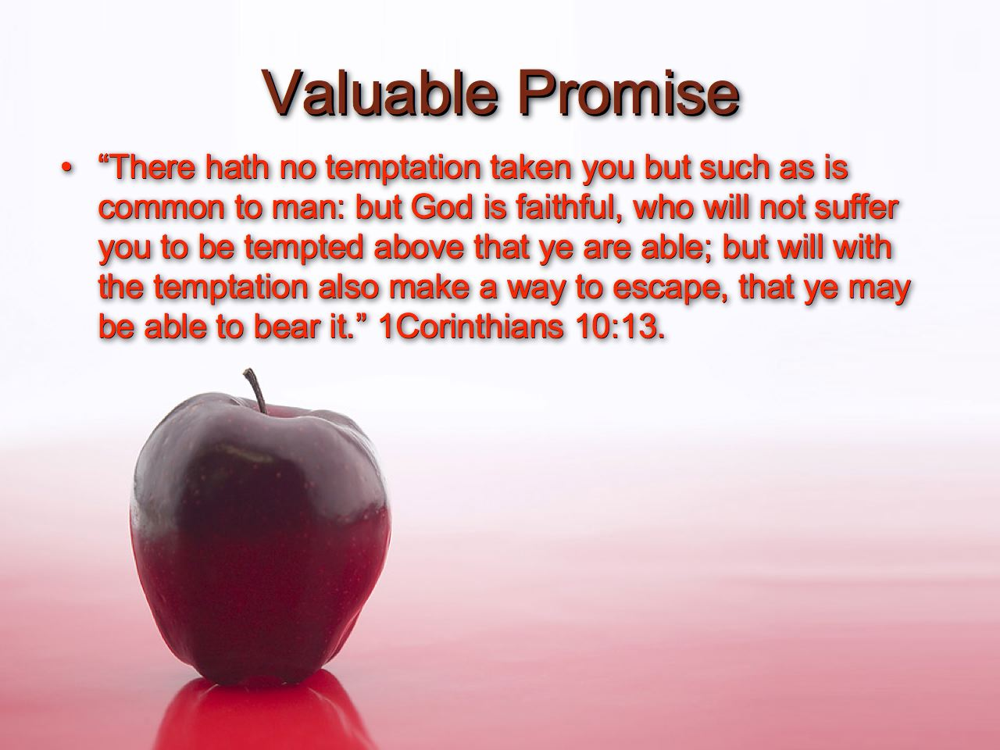 Valuable Promise
• “There hath no temptation taken you but such as is
common to man: but God is faithful, who will not suffer
you to be tempted above that ye are able; but will with
the temptation also make a way to escape, that ye may
be able to bear it.” 1Corinthians 10:13.